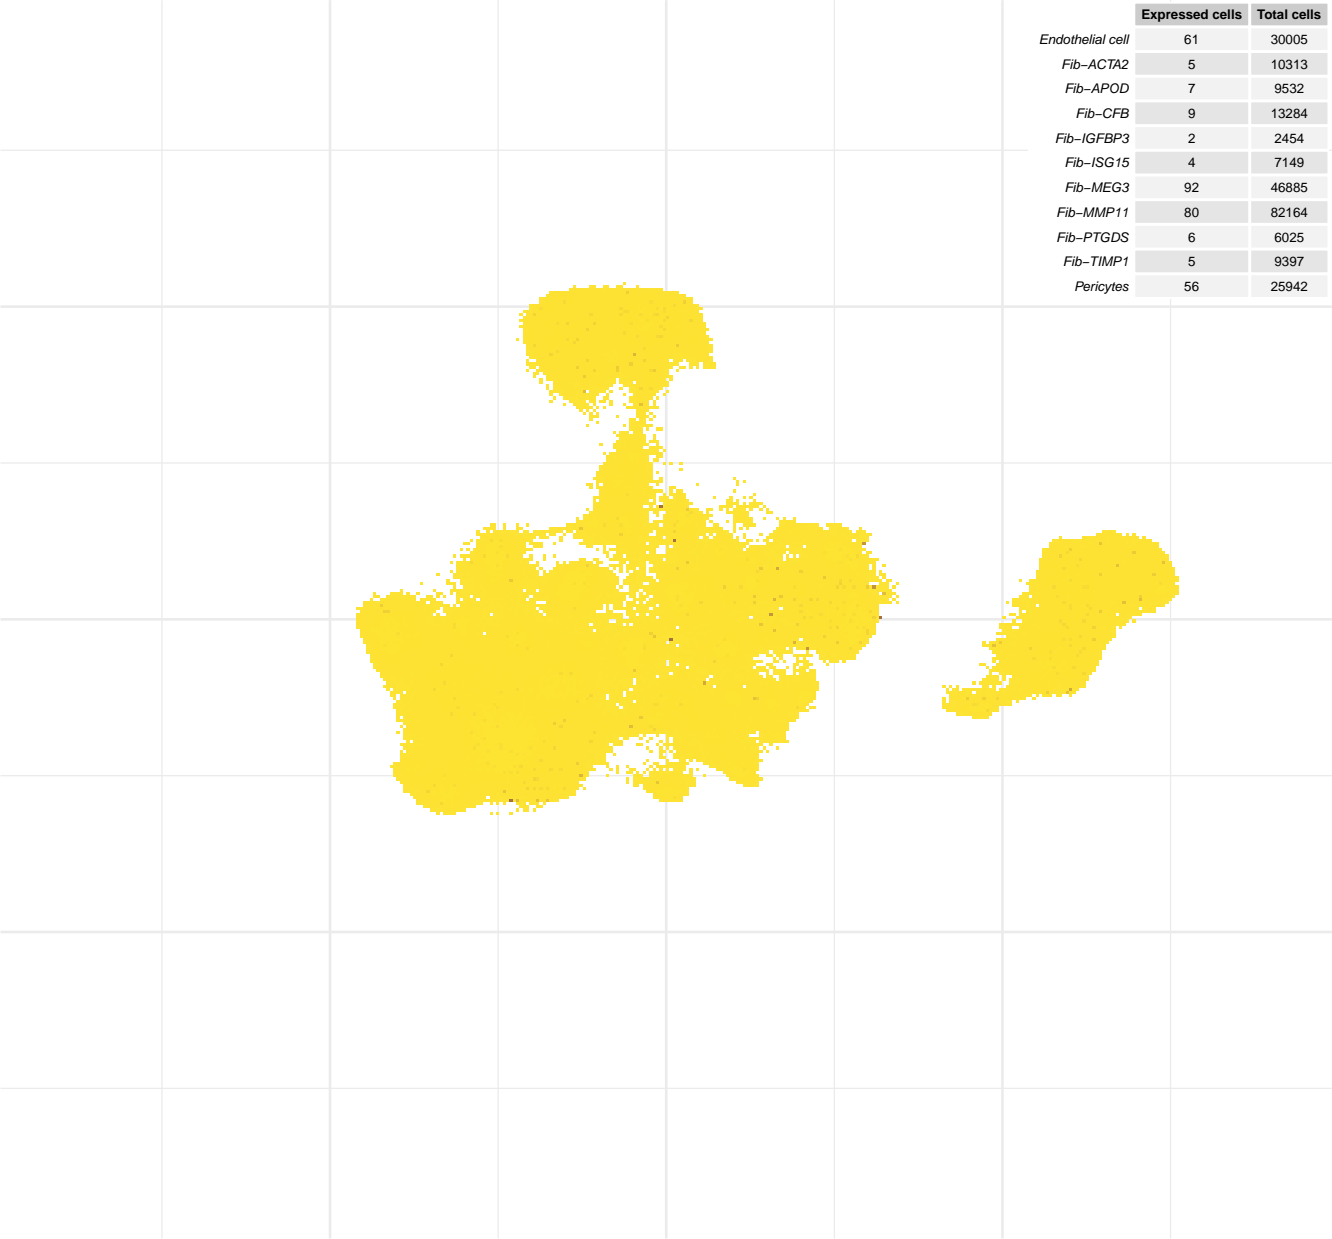 Expressed cells Total cells
Endothelial cell 61 30005
Fib−ACTA2 5 10313
Fib−APOD 7 9532
Fib−CFB 9 13284
Fib−IGFBP3 2 2454
Fib−ISG15 4 7149
Fib−MEG3 92 46885
Fib−MMP11 80 82164
Fib−PTGDS 6 6025
Fib−TIMP1 5 9397
Pericytes 56 25942